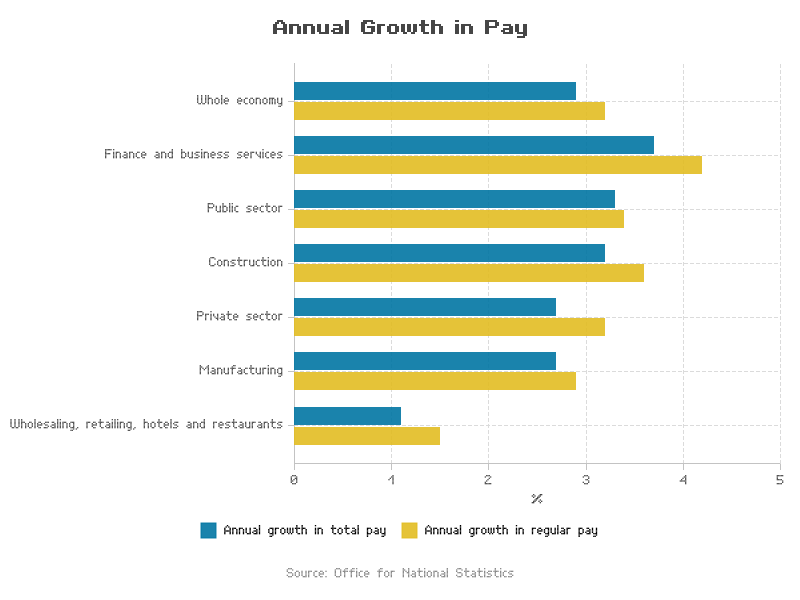 Annual Growth in Pay
Whole economy
Finance and business services
Public sector
Construction
Private sector
Manufacturing
Wholesaling, retailing, hotels and restaurants
0 1 2 3 4 5
%
Annual growth in total pay Annual growth in regular pay
Source: Office for National Statistics